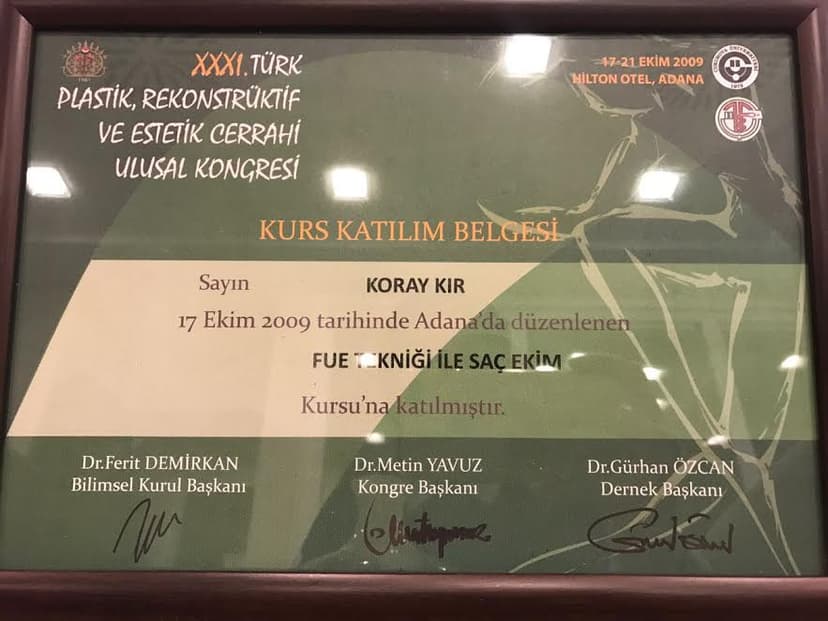 XXXI.TÜRK
PLASTİK, REKONSTRÜKTİF
VE ESTETİK CERRAHİ
ULUSAL KONGRESİ
17-21 EKİM 2009
HİLTON OTEL, ADANA
KURS KATILIM BELGESİ
Sayın KORAY KIR
17 Ekim 2009 tarihinde Adana'da düzenlenen
FUE TEKNİĞİ İLE SAÇ EKİM
Kursu'na katılmıştır.
Dr.Ferit DEMİRKAN
Bilimsel Kurul Başkanı
Dr.Metin YAVUZ
Kongre Başkanı
Dr.Gürhan ÖZCAN
Dernek Başkanı